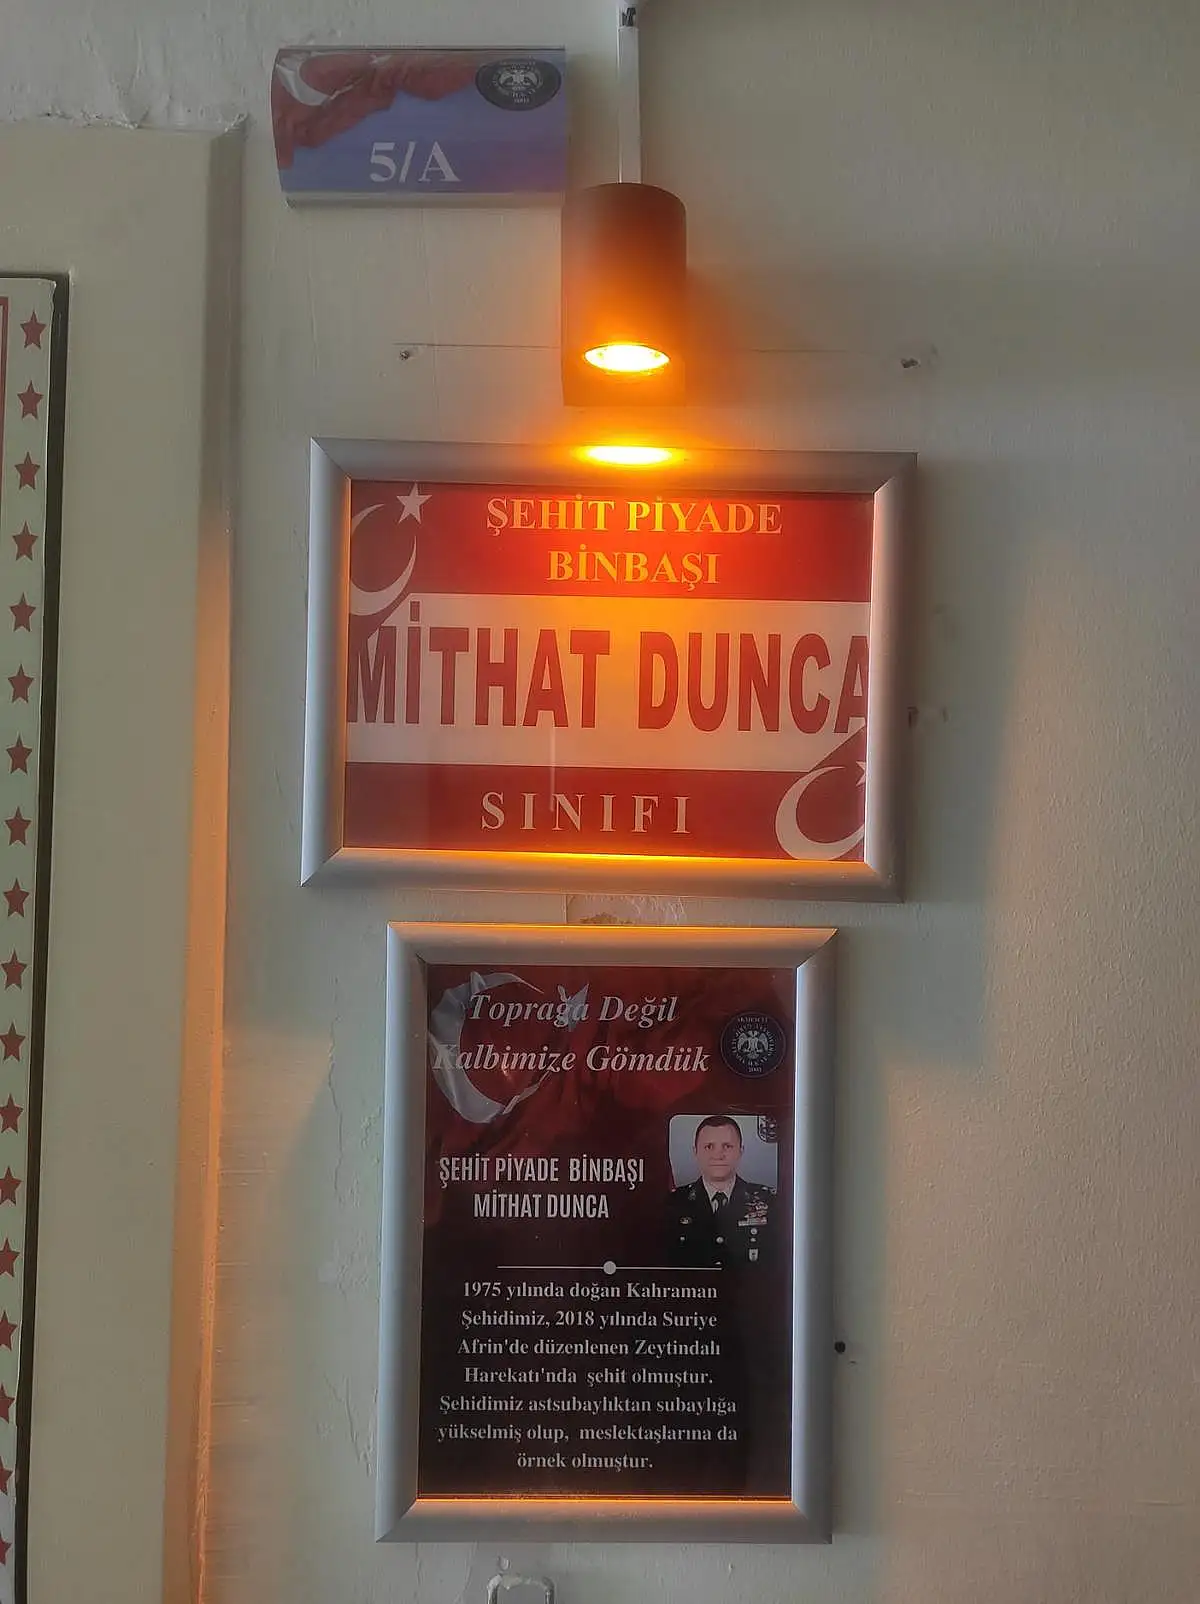 5/A
ŞEHİT PİYADE
BİNBAŞI
MİTHAT DUNCA
SINIFI
Toprağa Değil
Kalbimize Gömdük
ŞEHİT PİYADE BİNBAŞI
MİTHAT DUNCA
1975 yılında doğan Kahraman
Şehidimiz, 2018 yılında Suriye
Afrin'de düzenlenen Zeytindalı
Harekatı'nda şehit olmuştur.
Şehidimiz astsubaylıktan subaylığa
yükselmiş olup, meslektaşlarına da
örnek olmuştur.